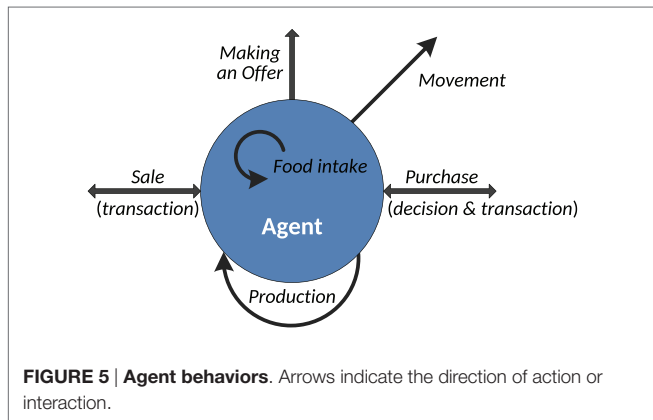 Making
an Offer
Movement
Food intake
Sale
(transaction)
Purchase
(decision & transaction)
Agent
Production
FIGURE 5 | Agent behaviors. Arrows indicate the direction of action or
interaction.